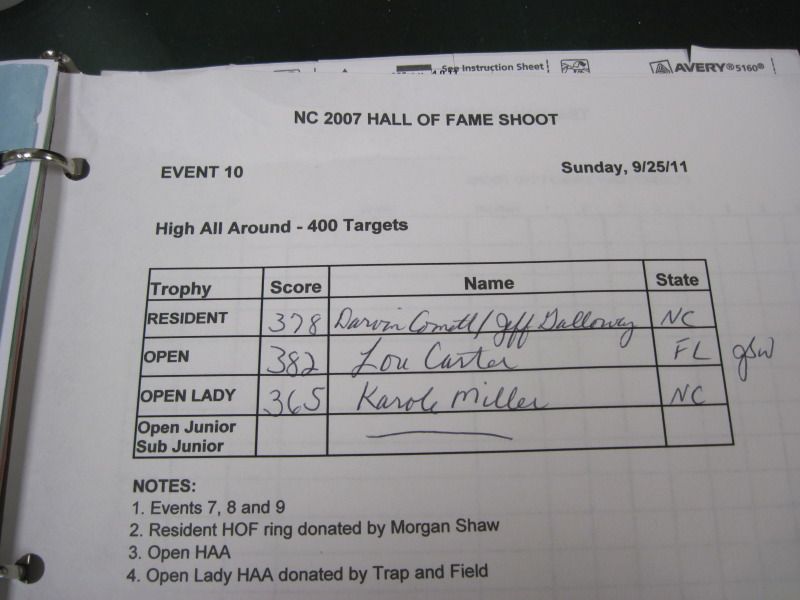 See Instruction Sheet
AVERY® 5160®
NC 2007 HALL OF FAME SHOOT
EVENT 10 Sunday, 9/25/11
High All Around - 400 Targets
Trophy Score Name State
RESIDENT 378 Darvin Cornett / Jeff Galloway NC
OPEN 382 Lou Carter FL
OPEN LADY 365 Karole Miller NC
Open Junior
Sub Junior
NOTES:
1. Events 7, 8 and 9
2. Resident HOF ring donated by Morgan Shaw
3. Open HAA
4. Open Lady HAA donated by Trap and Field